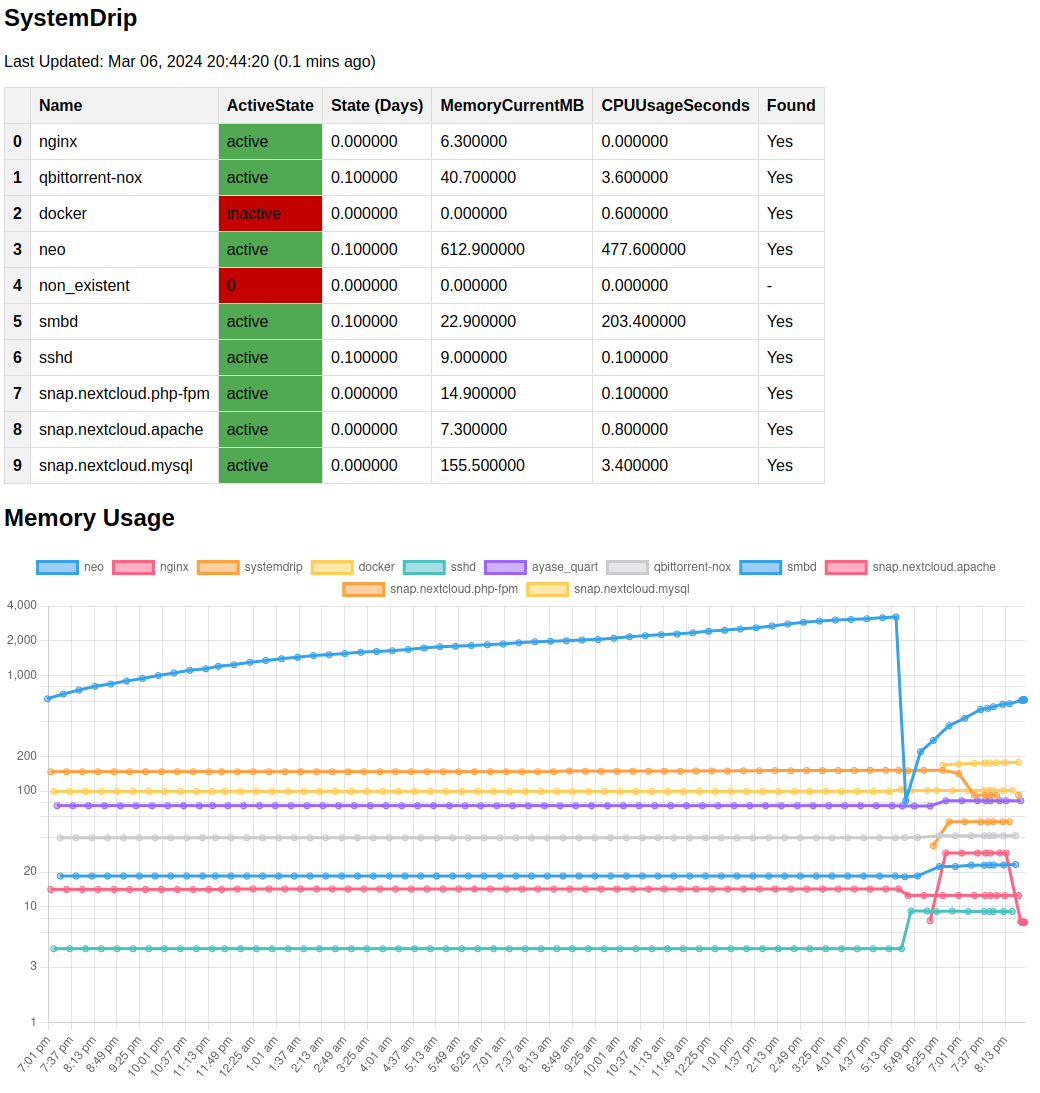 SystemDrip
Last Updated: Mar 06, 2024 20:44:20 (0.1 mins ago)
Name ActiveState State (Days) MemoryCurrentMB CPUUsageSeconds Found
0 nginx active 0.000000 6.300000 0.000000 Yes
1 qbittorrent-nox active 0.100000 40.700000 3.600000 Yes
2 docker inactive 0.000000 0.000000 0.600000 Yes
3 neo active 0.100000 612.900000 477.600000 Yes
4 non_existent 0 0.000000 0.000000 0.000000 -
5 smbd active 0.100000 22.900000 203.400000 Yes
6 sshd active 0.100000 9.000000 0.100000 Yes
7 snap.nextcloud.php-fpm active 0.000000 14.900000 0.100000 Yes
8 snap.nextcloud.apache active 0.000000 7.300000 0.800000 Yes
9 snap.nextcloud.mysql active 0.000000 155.500000 3.400000 Yes
Memory Usage
neo nginx systemdrip docker sshd ayase_quart qbittorrent-nox smbd snap.nextcloud.apache
snap.nextcloud.php-fpm snap.nextcloud.mysql
4,000
2,000
1,000
200
100
20
10
3
1
7:01 pm 7:37 pm 8:13 pm 8:49 pm 9:25 pm 10:01 pm 10:37 pm 11:13 pm 11:49 pm 12:25 am 1:01 am 1:37 am 2:13 am 2:49 am 3:25 am 4:01 am 4:37 am 5:13 am 5:49 am 6:25 am 7:01 am 7:37 am 8:13 am 8:49 am 9:25 am 10:01 am 10:37 am 11:13 am 11:49 am 12:25 pm 1:01 pm 1:37 pm 2:13 pm 2:49 pm 3:25 pm 4:01 pm 4:37 pm 5:13 pm 5:49 pm 6:25 pm 7:01 pm 7:37 pm 8:13 pm